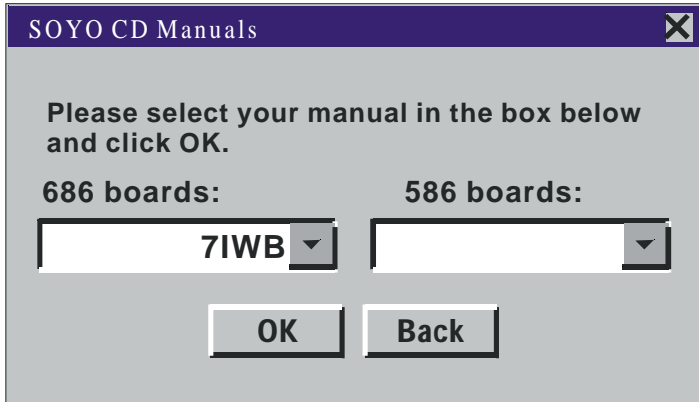 SOYO CD Manuals
Please select your manual in the box below
and click OK.
686 boards: 586 boards:
7IWB
OK Back